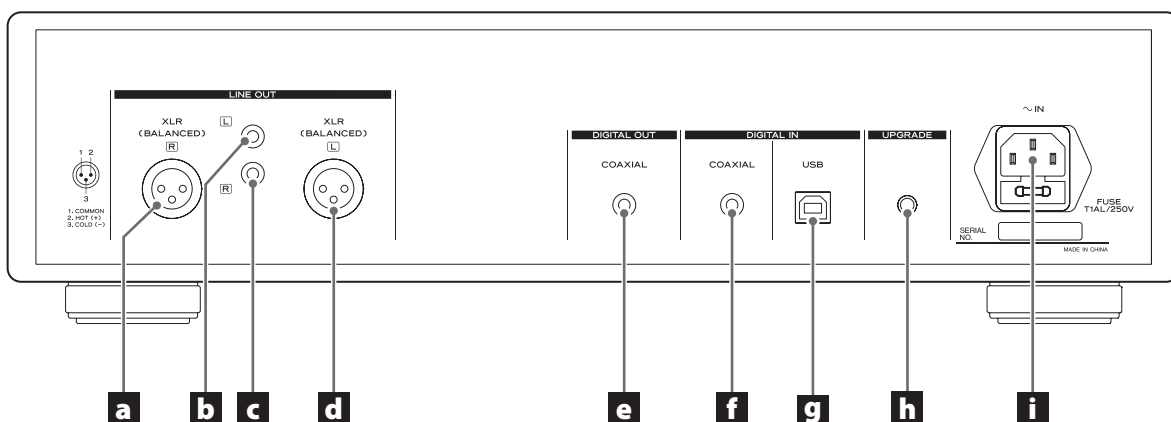 LINE OUT
XLR
(BALANCED)
R
L
R
XLR
(BALANCED)
L
1 2
3
1. COMMON
2. HOT (+)
3. COLD (−)
DIGITAL OUT
COAXIAL
DIGITAL IN
COAXIAL
USB
UPGRADE
~ IN
FUSE
T1AL/250V
SERIAL
NO.
MADE IN CHINA
a b c d e f g h i